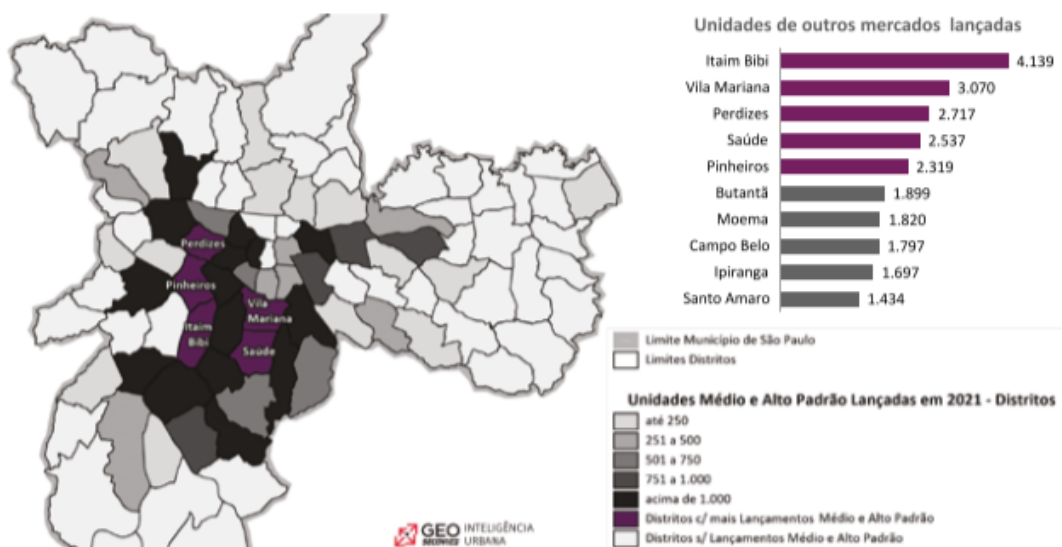 Unidades de outros mercados lançadas
Itaim Bibi 4.139
Vila Mariana 3.070
Perdizes 2.717
Saúde 2.537
Pinheiros 2.319
Butantã 1.899
Moema 1.820
Campo Belo 1.797
Ipiranga 1.697
Santo Amaro 1.434
Perdizes
Pinheiros
Vila
Mariana
Itaim
Bibi
Saúde
Limite Município de São Paulo
Limites Distritos
Unidades Médio e Alto Padrão Lançadas em 2021 - Distritos
até 250
251 a 500
501 a 750
751 a 1.000
acima de 1.000
Distritos c/ mais Lançamentos Médio e Alto Padrão
Distritos s/ Lançamentos Médio e Alto Padrão
GEO INTELIGÊNCIA
SECOVISP URBANA